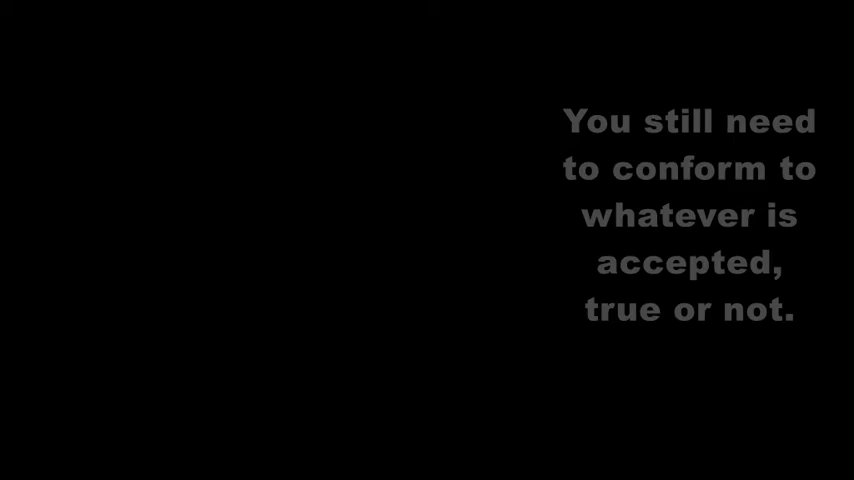 You still need
to conform to
whatever is
accepted,
true or not.